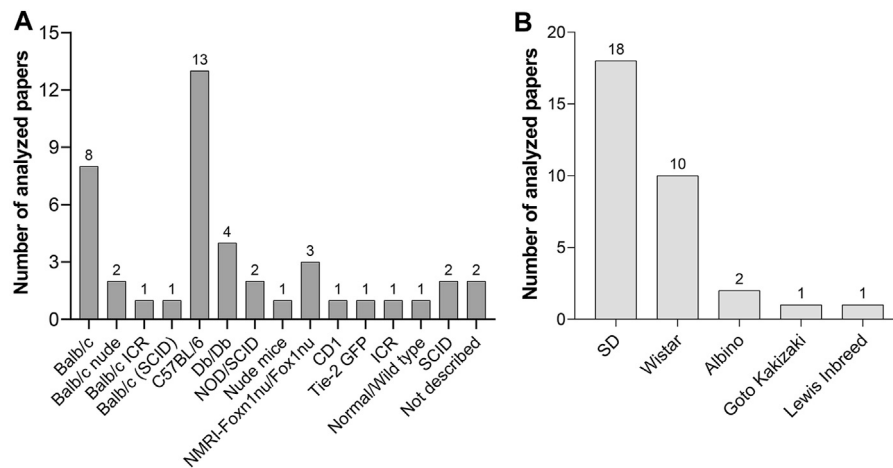 A
Number of analyzed papers
15
12
9
6
3
0
8
2
1
1
13
4
2
1
3
1
1
1
1
2
2
Balb/c
Balb/c nude
Balb/c ICR
Balb/c (SCID)
C57BL/6
Db/Db
NOD/SCID
Nude mice
NMRI-Foxn1nu/Fox1nu
CD1
Tie-2 GFP
ICR
Normal/Wild type
SCID
Not described
B
Number of analyzed papers
20
15
10
5
0
18
10
2
1
1
SD
Wistar
Albino
Goto Kakizaki
Lewis Inbreed